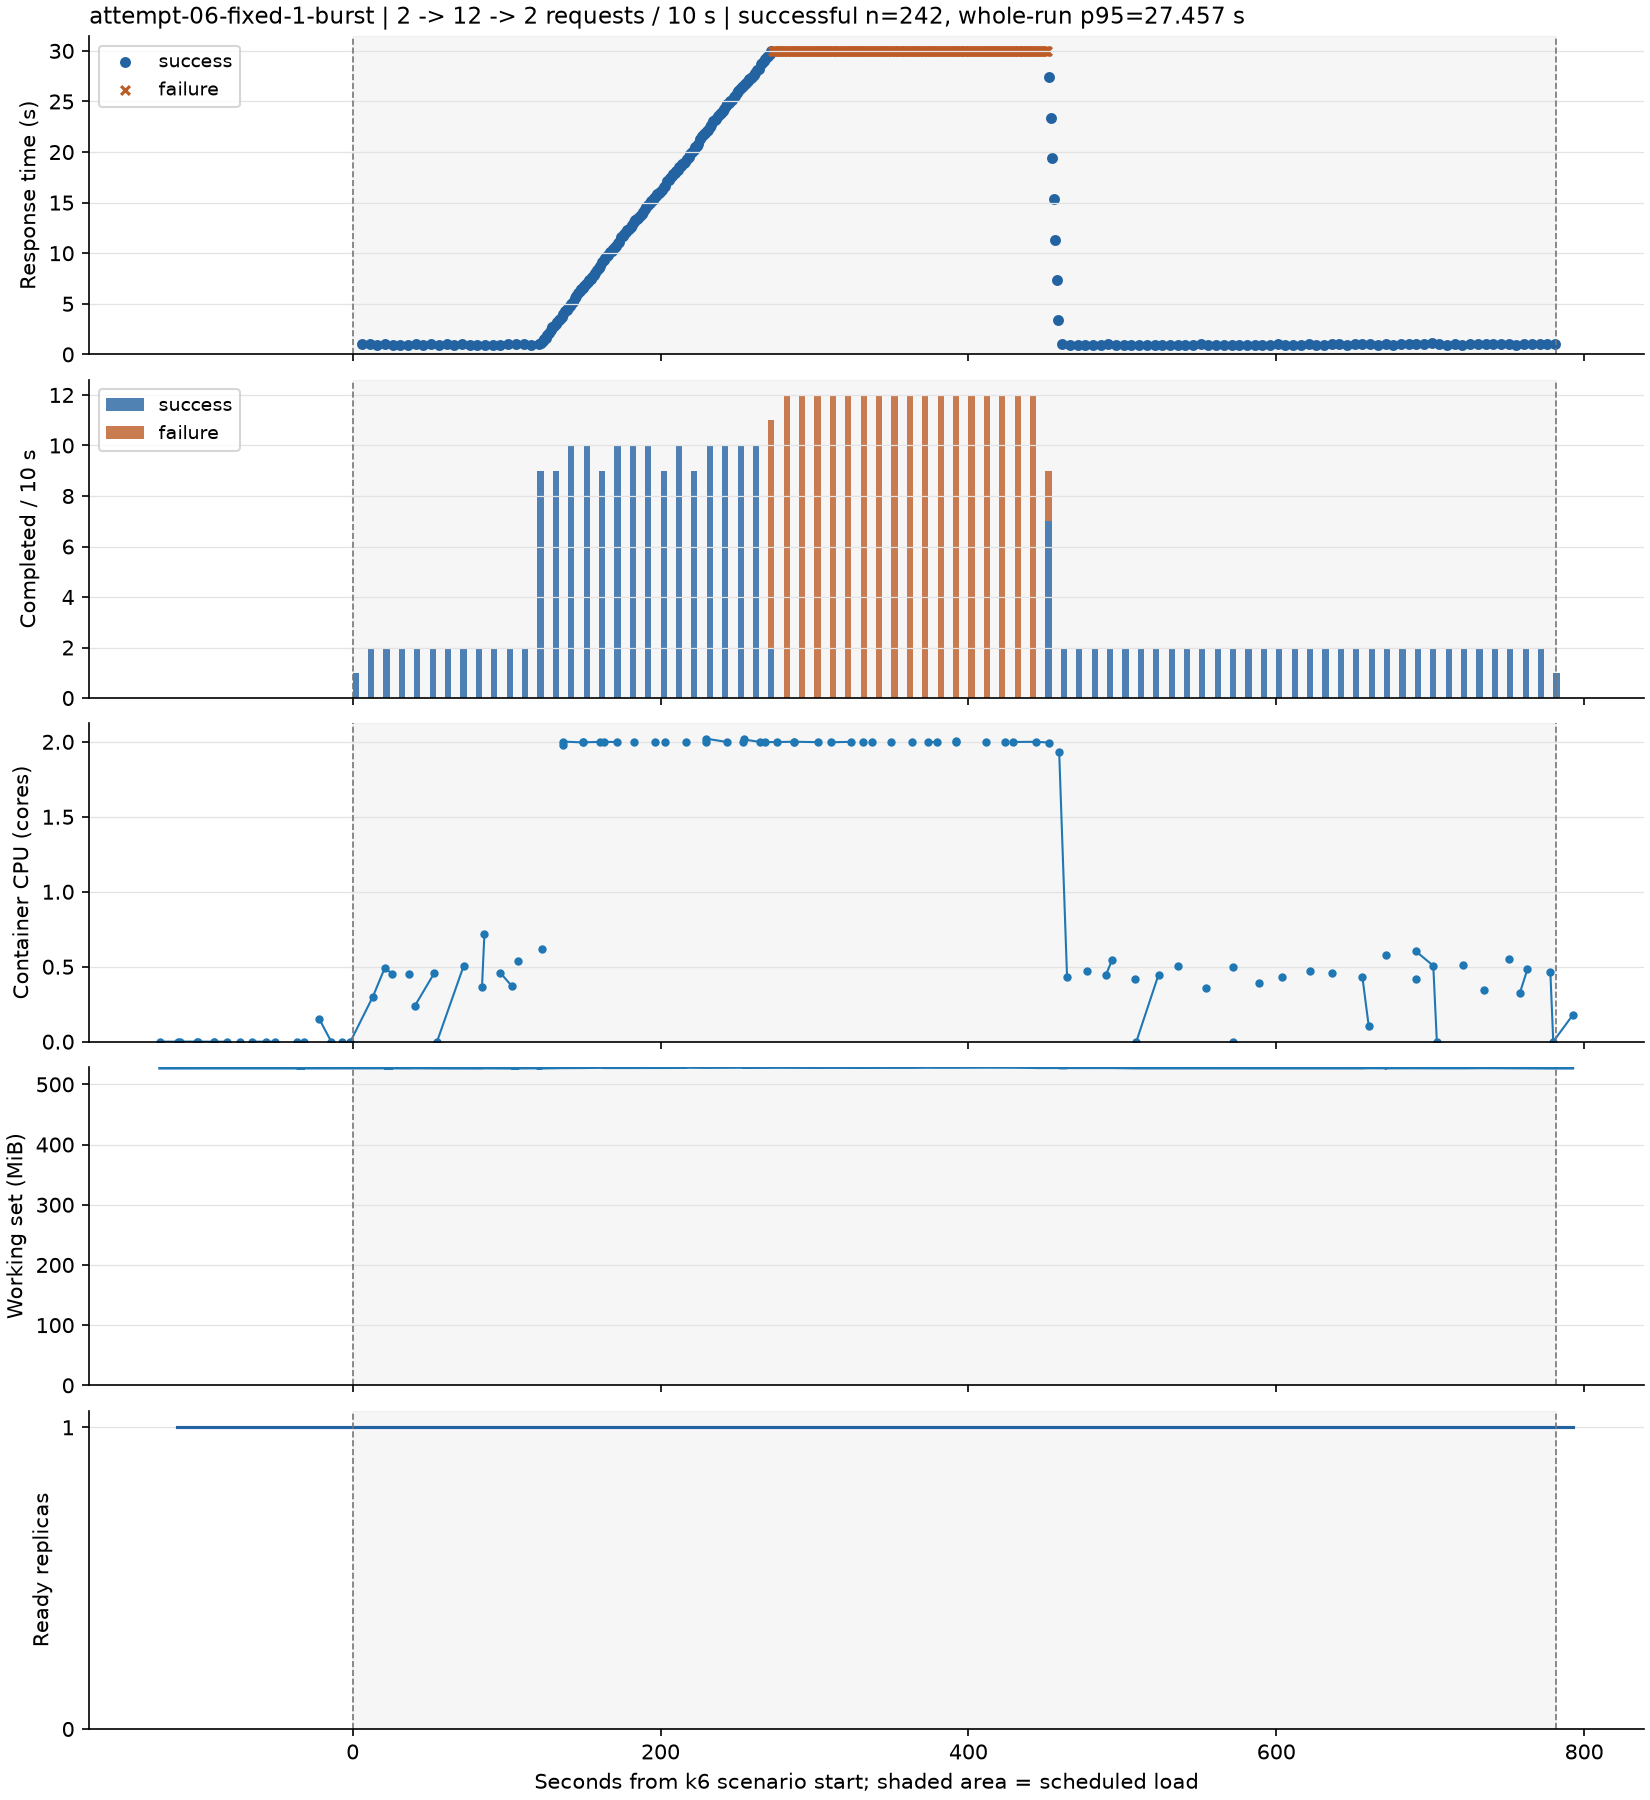 attempt-06-fixed-1-burst | 2 -> 12 -> 2 requests / 10 s | successful n=242, whole-run p95=27.457 s
Response time (s)
30
25
20
15
10
5
0
success
failure
Completed / 10 s
12
10
8
6
4
2
0
success
failure
Container CPU (cores)
2.0
1.5
1.0
0.5
0.0
Working set (MiB)
500
400
300
200
100
0
Ready replicas
1
0
0
200
400
600
800
Seconds from k6 scenario start; shaded area = scheduled load